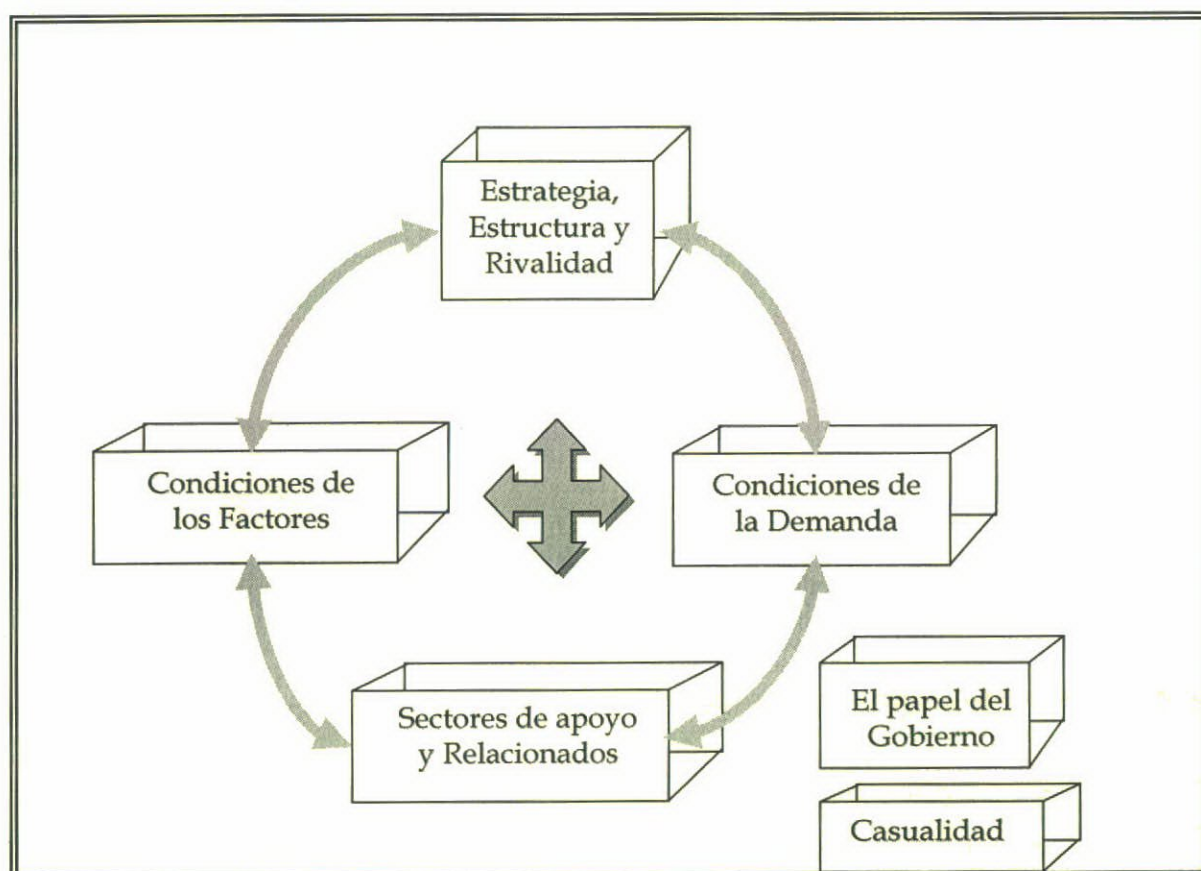 Estrategia,
Estructura y
Rivalidad
Condiciones de
los Factores
Condiciones de
la Demanda
Sectores de apoyo
y Relacionados
El papel del
Gobierno
Casualidad